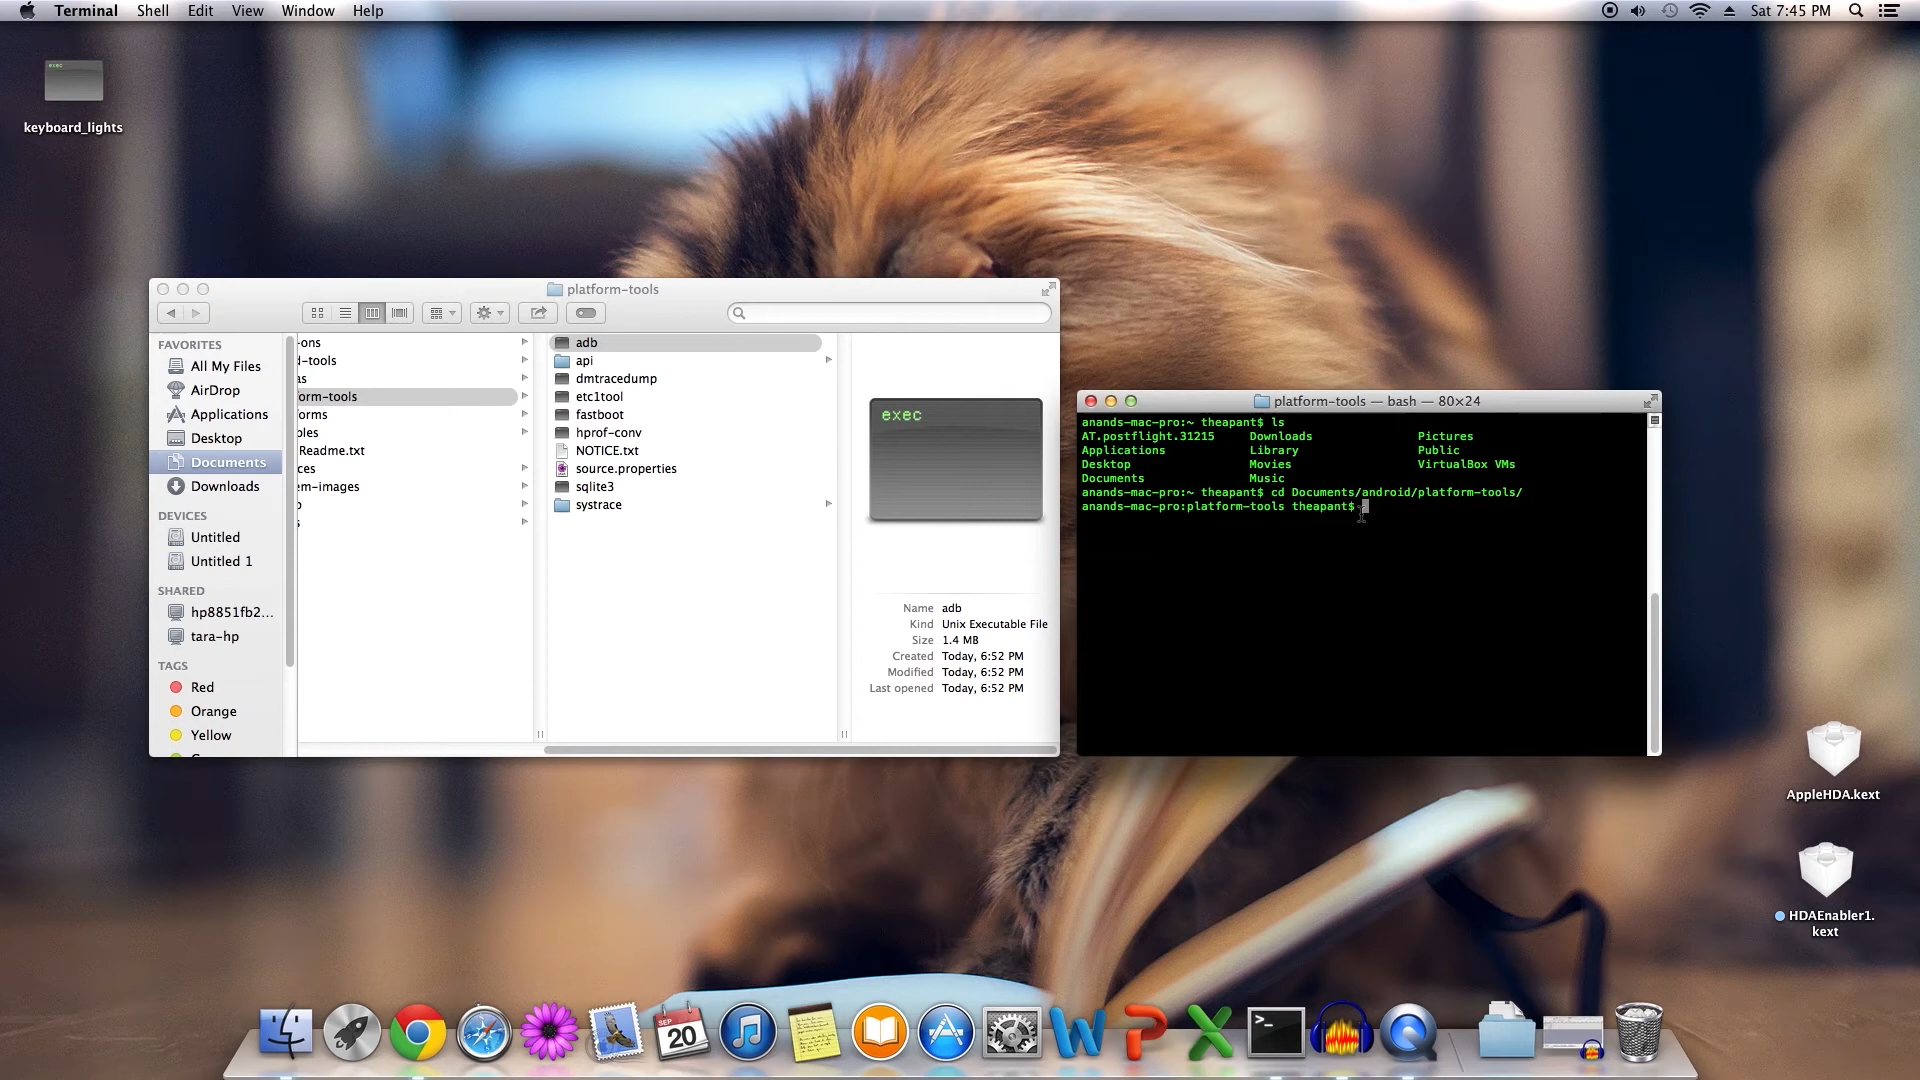 Terminal Shell Edit View Window Help
Sat 7:45 PM
exec
keyboard_lights
platform-tools
FAVORITES
All My Files
AirDrop
Applications
Desktop
Documents
Downloads
DEVICES
Untitled
Untitled 1
SHARED
hp8851fb2...
tara-hp
TAGS
Red
Orange
Yellow
-ons
d-tools
as
orm-tools
orms
ples
Readme.txt
ces
em-images
adb
api
dmtracedump
etc1tool
fastboot
hprof-conv
NOTICE.txt
source.properties
sqlite3
systrace
exec
Name adb
Kind Unix Executable File
Size 1.4 MB
Created Today, 6:52 PM
Modified Today, 6:52 PM
Last opened Today, 6:52 PM
platform-tools — bash — 80×24
anands-mac-pro:~ theapant$ ls
AT.postflight.31215 Downloads Pictures
Applications Library Public
Desktop Movies VirtualBox VMs
Documents Music
anands-mac-pro:~ theapant$ cd Documents/android/platform-tools/
anands-mac-pro:platform-tools theapant$
AppleHDA.kext
HDAEnabler1.
kext
SEP
20